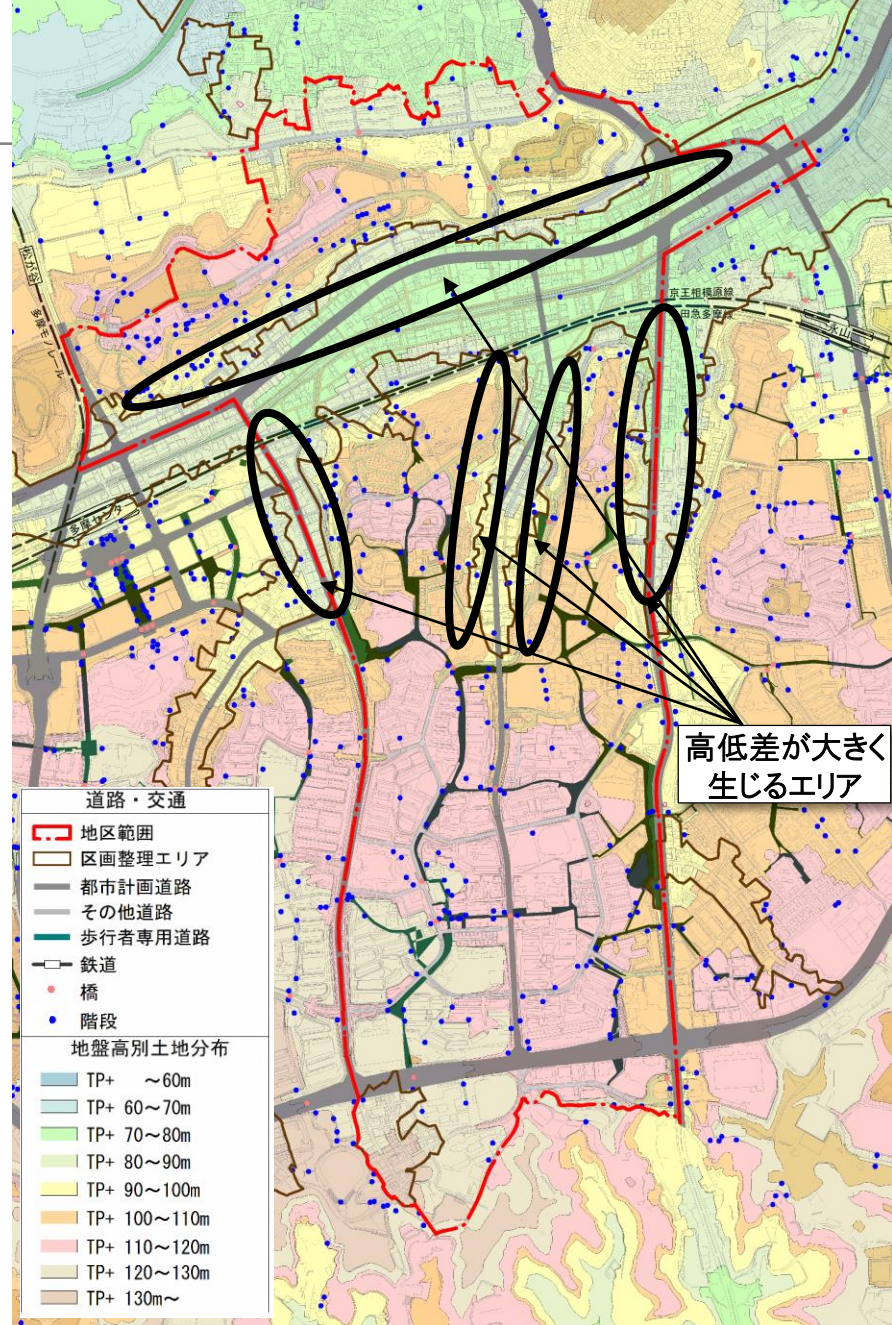 松が谷
多摩モノレール
京王相模原線
田急多摩線
永山
多摩センタ
高低差が大きく
生じるエリア
道路・交通
地区範囲
区画整理エリア
都市計画道路
その他道路
歩行者専用道路
鉄道
橋
階段
地盤高別土地分布
TP+ ～60m
TP+ 60～70m
TP+ 70～80m
TP+ 80～90m
TP+ 90～100m
TP+ 100～110m
TP+ 110～120m
TP+ 120～130m
TP+ 130m～